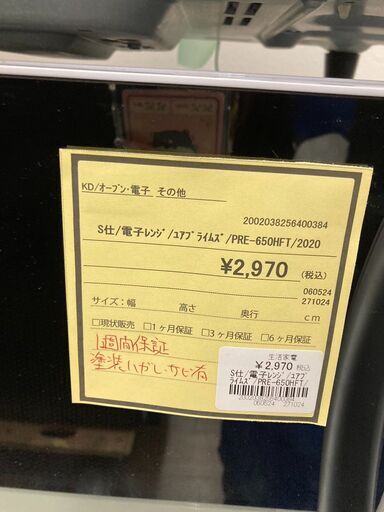 KD/オーブン・電子 その他
2002038256400384
S仕/電子レンジ/ユアプライムズ/PRE-650HFT/2020
¥2,970 (税込)
060524
271024
サイズ:幅 高さ 奥行 cm
□現状販売 □1ヶ月保証 □3ヶ月保証 □6ヶ月保証
1週間保証
塗装ハガレ・サビ有
生活家電
¥2,970 税込
S仕/電子レンジ/ユアプ
ライムズ/PRE-650HFT/
2002038256400384
060524 271024